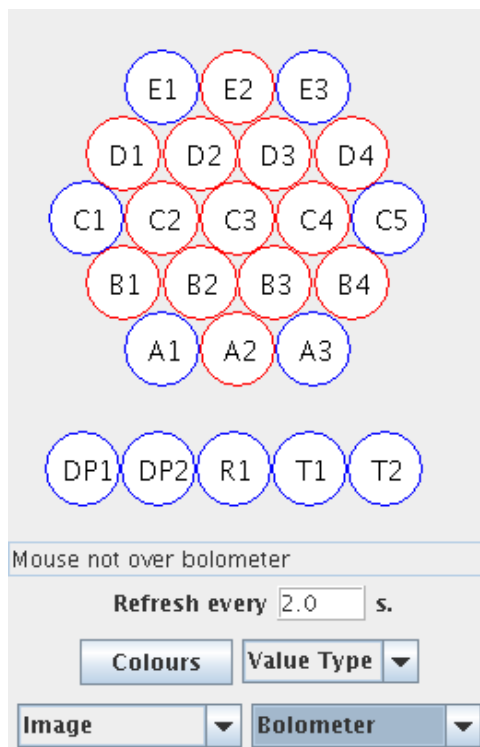 E1 E2 E3
D1 D2 D3 D4
C1 C2 C3 C4 C5
B1 B2 B3 B4
A1 A2 A3
DP1 DP2 R1 T1 T2
Mouse not over bolometer
Refresh every 2.0 s.
Colours Value Type
Image Bolometer